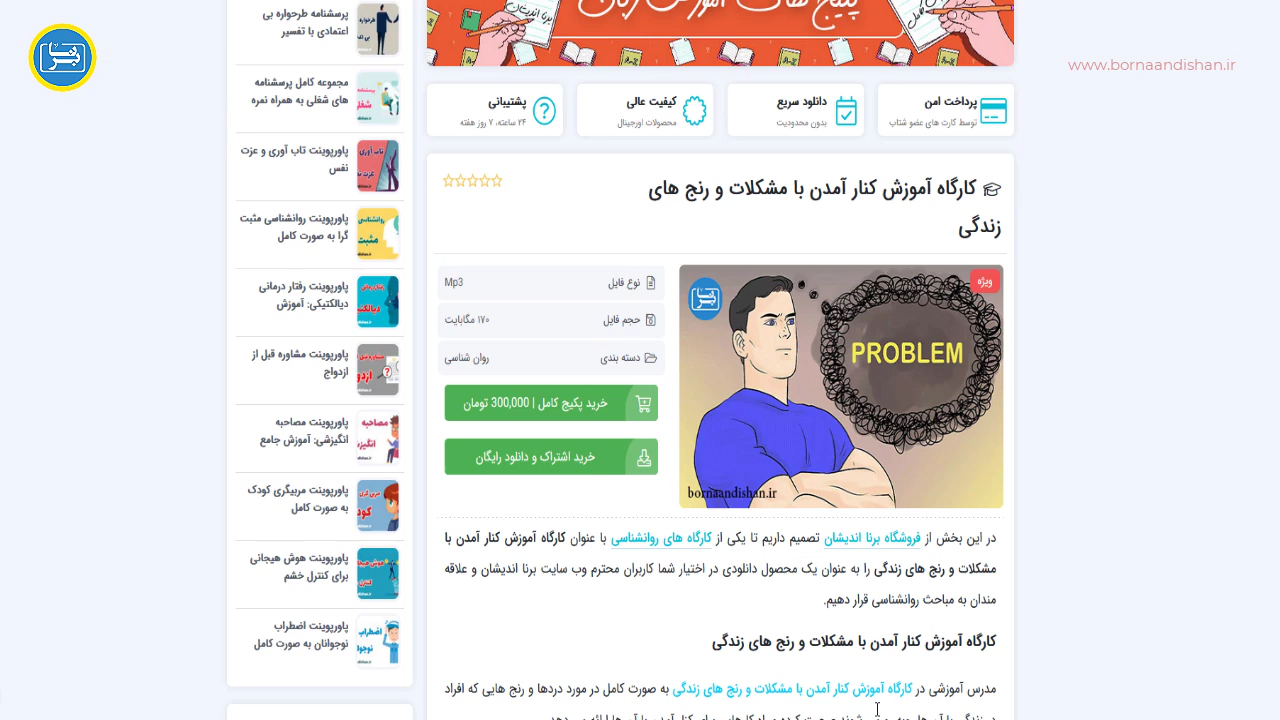 پکیج های آموزش زبان
www.bornaandishan.ir
برنا
پرداخت امن
توسط کارت های عضو شتاب
دانلود سریع
بدون محدودیت
کیفیت عالی
محصولات اورجینال
پشتیبانی
۲۴ ساعته، ۷ روز هفته
کارگاه آموزش کنار آمدن با مشکلات و رنج های
زندگی
ویژه
PROBLEM
bornaandishan.ir
نوع فایل
Mp3
حجم فایل
۱۷۰ مگابایت
دسته بندی
روان شناسی
خرید پکیج کامل | 300,000 تومان
خرید اشتراک و دانلود رایگان
در این بخش از فروشگاه برنا اندیشان تصمیم داریم تا یکی از کارگاه های روانشناسی با عنوان کارگاه آموزش کنار آمدن با
مشکلات و رنج های زندگی را به عنوان یک محصول دانلودی در اختیار شما کاربران محترم وب سایت برنا اندیشان و علاقه
مندان به مباحث روانشناسی قرار دهیم.
کارگاه آموزش کنار آمدن با مشکلات و رنج های زندگی
مدرس آموزشی در کارگاه آموزش کنار آمدن با مشکلات و رنج های زندگی به صورت کامل در مورد دردها و رنج هایی که افراد
پرسشنامه طرحواره بی
اعتمادی با تفسیر
مجموعه کامل پرسشنامه
های شغلی به همراه نمره
پاورپوینت تاب آوری و عزت
نفس
پاورپوینت روانشناسی مثبت
گرا به صورت کامل
پاورپوینت رفتار درمانی
دیالکتیکی: آموزش
پاورپوینت مشاوره قبل از
ازدواج
پاورپوینت مصاحبه
انگیزشی: آموزش جامع
پاورپوینت مربیگری کودک
به صورت کامل
پاورپوینت هوش هیجانی
برای کنترل خشم
پاورپوینت اضطراب
نوجوانان به صورت کامل